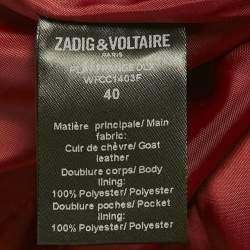 ZADIG & VOLTAIRE
PARIS
WFCC1403F
40
Matière principale/ Main
fabric:
Cuir de chèvre/ Goat
leather
Doublure corps/ Body
lining:
100% Polyester/ Polyester
Doublure poches/ Pocket
lining:
100% Polyester/ Polyester